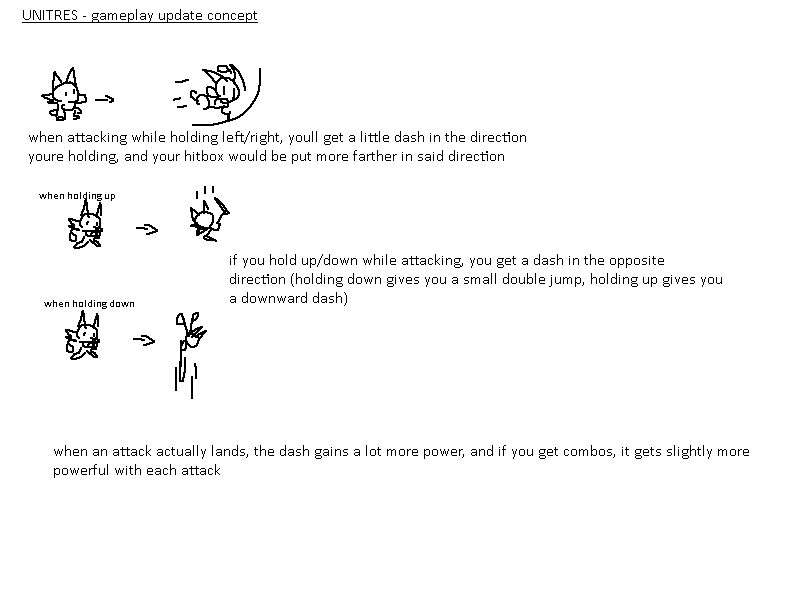 UNITRES - gameplay update concept
when attacking while holding left/right, youll get a little dash in the direction
youre holding, and your hitbox would be put more farther in said direction
when holding up
if you hold up/down while attacking, you get a dash in the opposite
direction (holding down gives you a small double jump, holding up gives you
a downward dash)
when holding down
when an attack actually lands, the dash gains a lot more power, and if you get combos, it gets slightly more
powerful with each attack